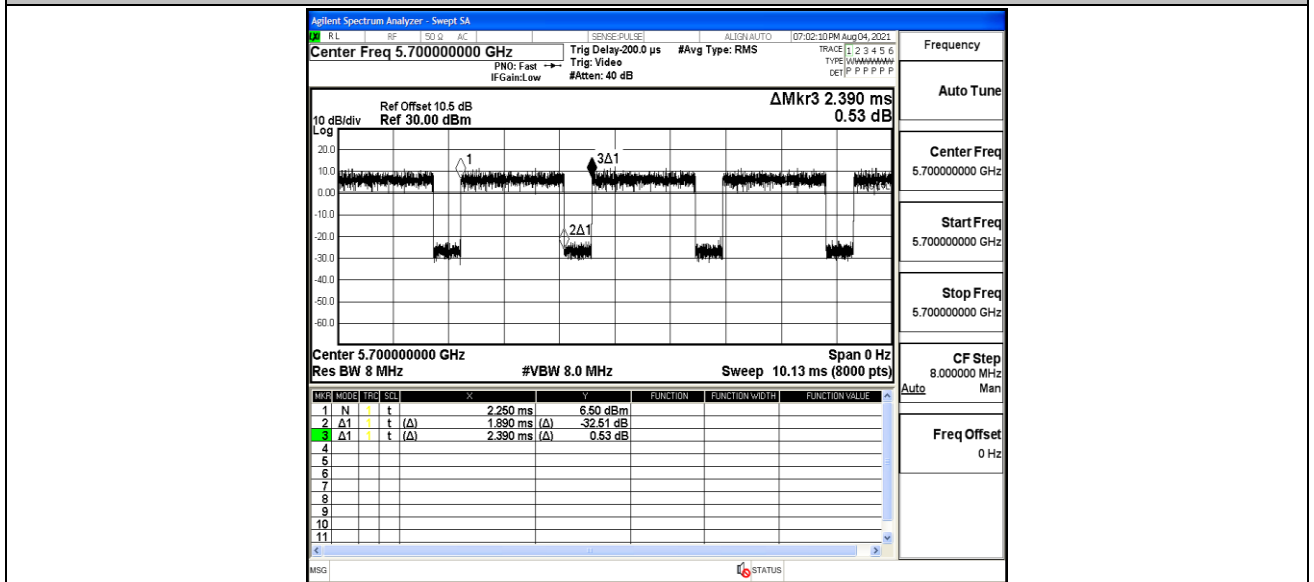 Agilent Spectrum Analyzer - Swept SA
RL RF 50 Ω AC SENSE:PULSE ALIGN AUTO 07:02:10 PM Aug 04, 2021
Center Freq 5.700000000 GHz
PNO: Fast
IFGain:Low
Trig Delay-200.0 µs
Trig: Video
#Atten: 40 dB
#Avg Type: RMS
TRACE 1 2 3 4 5 6
TYPE
DET P P P P P P
ΔMkr3 2.390 ms
0.53 dB
10 dB/div
Log
Ref Offset 10.5 dB
Ref 30.00 dBm
20.0
10.0
0.00
-10.0
-20.0
-30.0
-40.0
-50.0
-60.0
1
3Δ1
2Δ1
Center 5.700000000 GHz Span 0 Hz
Res BW 8 MHz #VBW 8.0 MHz Sweep 10.13 ms (8000 pts)
MKR MODE TRC SCL X Y FUNCTION FUNCTION WIDTH FUNCTION VALUE
1 N 1 t 2.250 ms 6.50 dBm
2 Δ1 1 t (Δ) 1.890 ms (Δ) -32.51 dB
3 Δ1 1 t (Δ) 2.390 ms (Δ) 0.53 dB
4
5
6
7
8
9
10
11
MSG STATUS
Frequency
Auto Tune
Center Freq
5.700000000 GHz
Start Freq
5.700000000 GHz
Stop Freq
5.700000000 GHz
CF Step
8.000000 MHz
Auto Man
Freq Offset
0 Hz